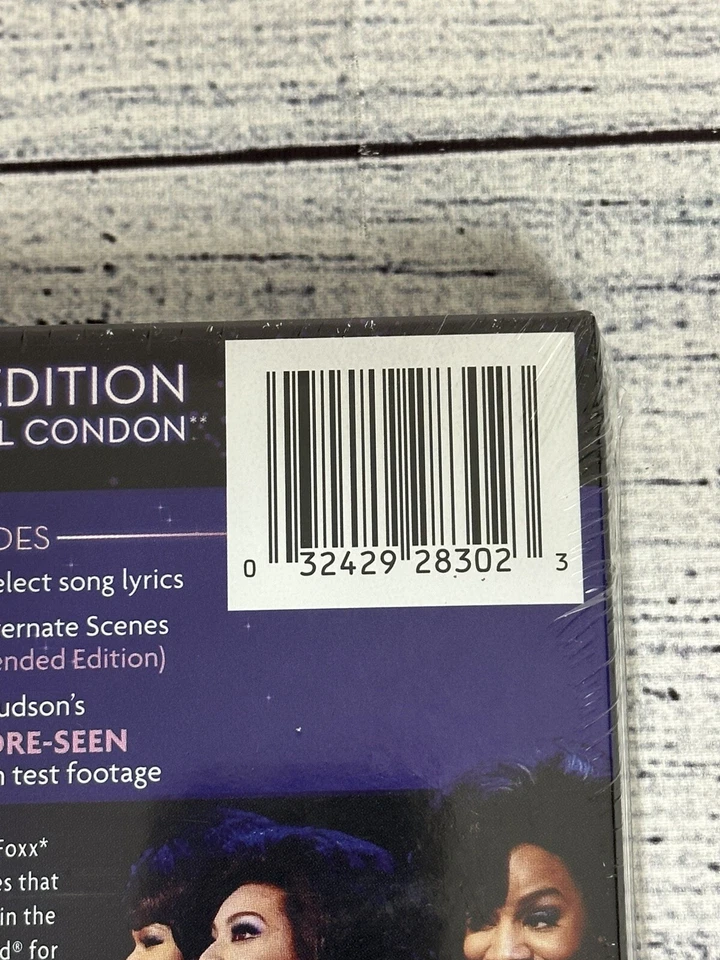 EDITION
L CONDON**
DES
elect song lyrics
ernate Scenes
ended Edition)
udson's
ORE-SEEN
n test footage
Foxx*
es that
in the
d® for
0 32429 28302 3